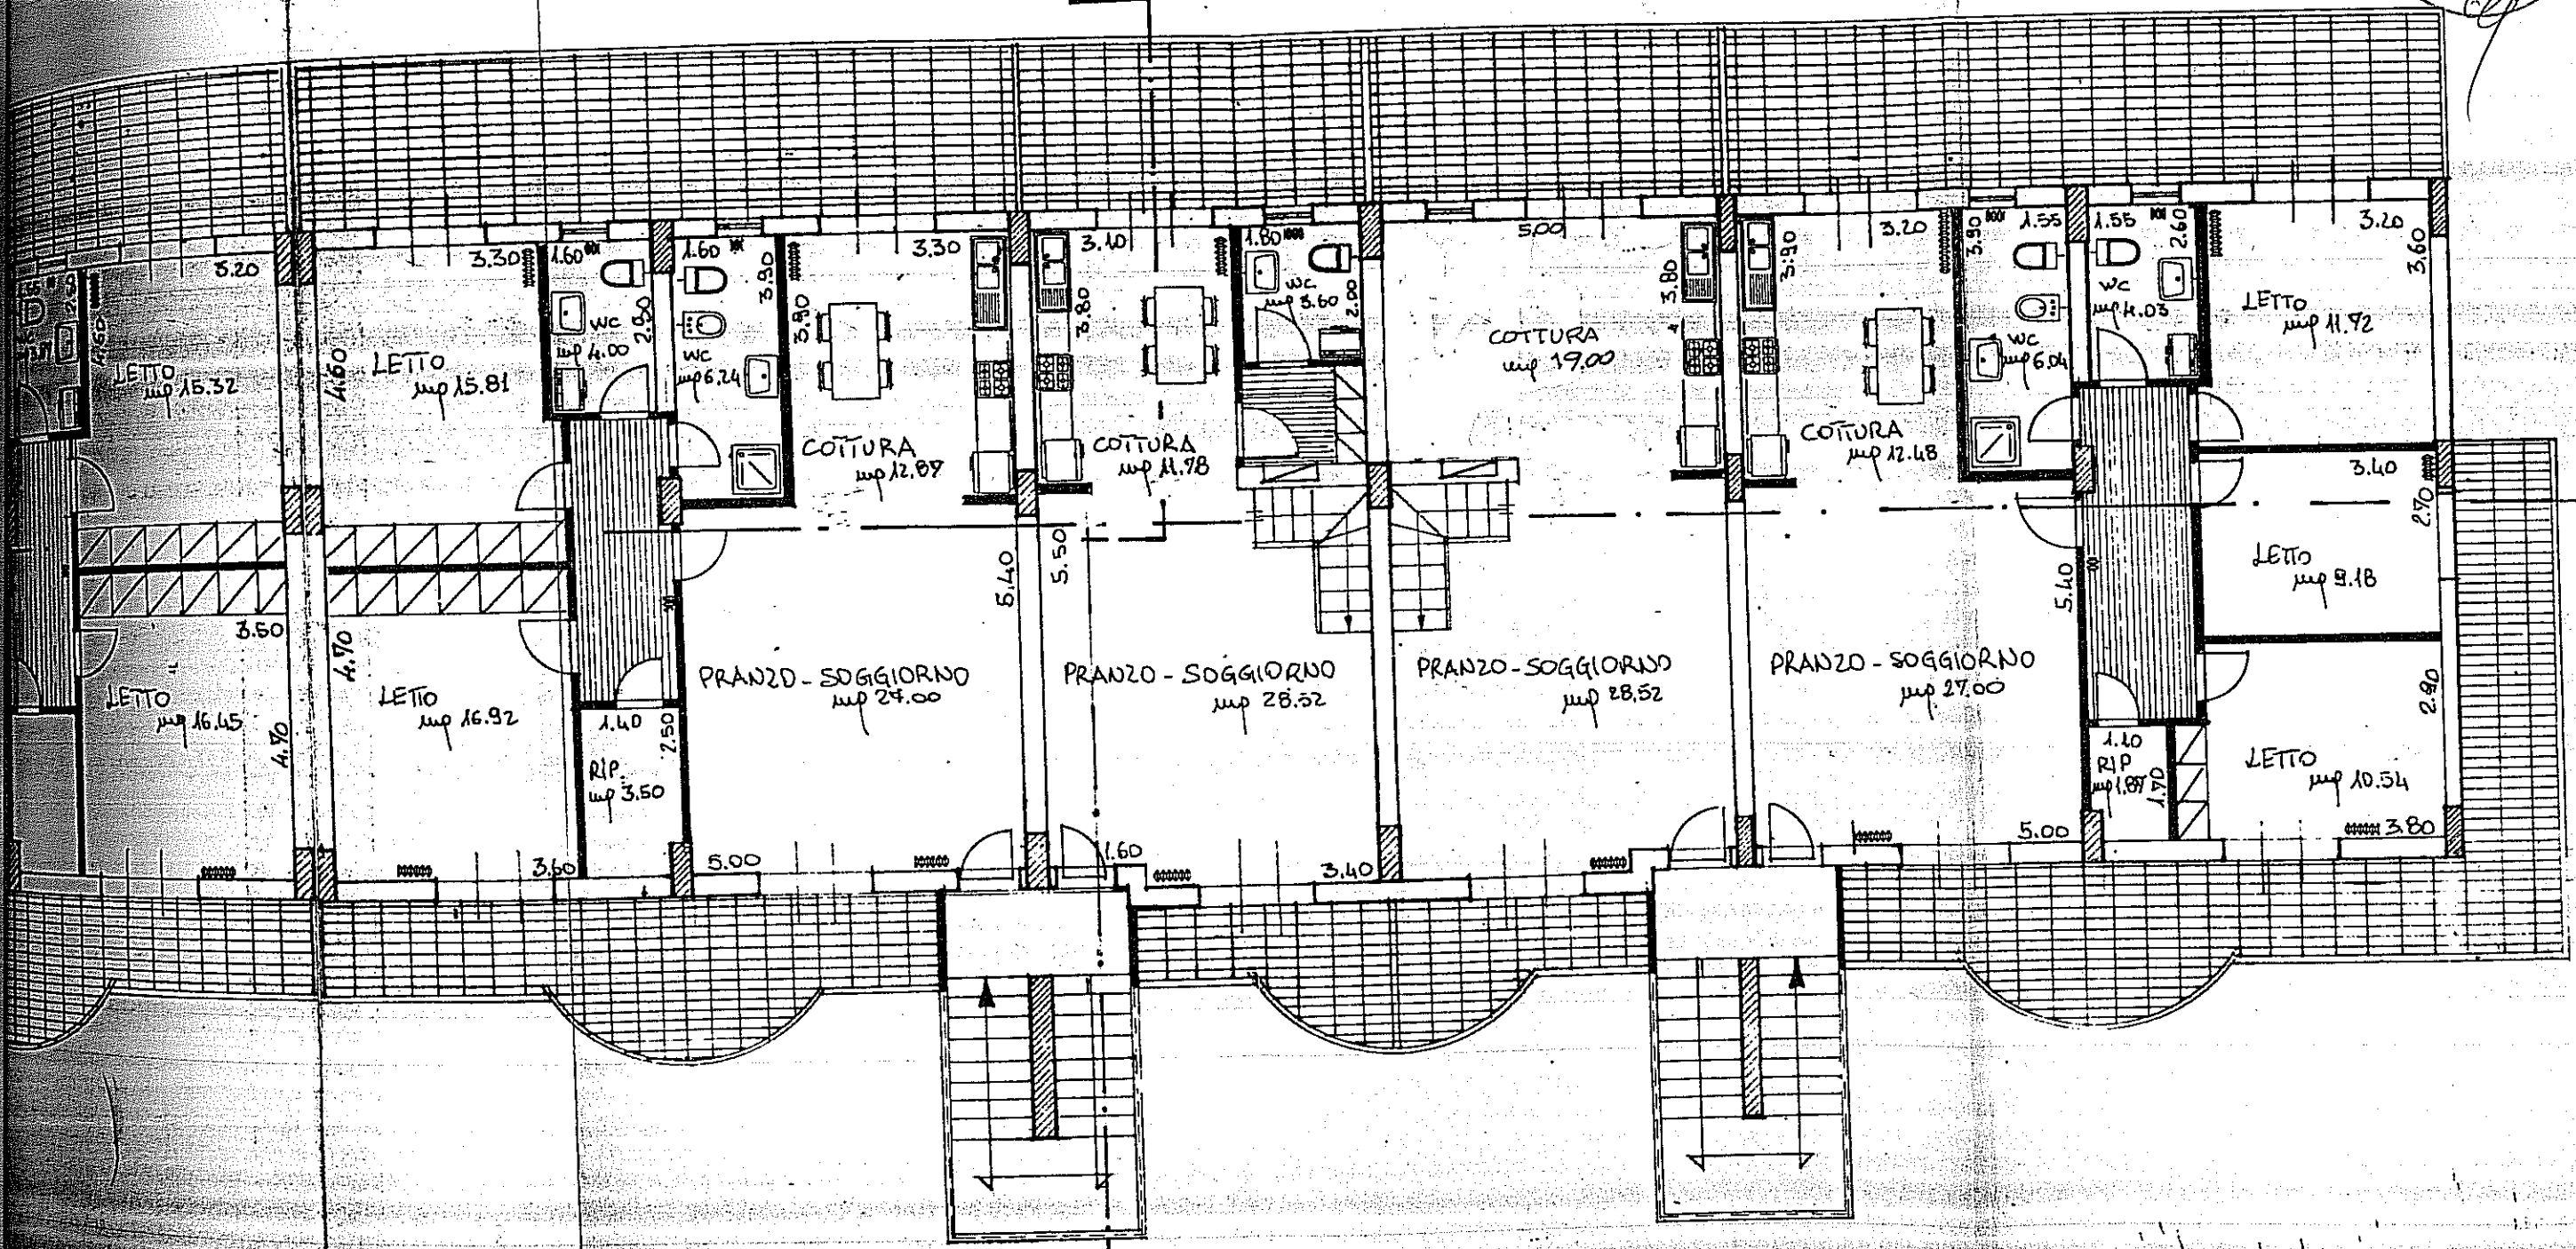 3.20
4.60
LETTO
mq 15.32
3.50
LETTO
mq 16.45
4.70
3.30
4.60
LETTO
mq 15.81
4.70
LETTO
mq 16.92
3.60
1.60
2.90
WC
mq 4.00
1.60
3.90
WC
mq 6.24
1.40
2.50
RIP.
mq 3.50
3.30
3.90
COTTURA
mq 12.87
5.40
PRANZO - SOGGIORNO
mq 27.00
5.00
3.10
3.80
COTTURA
mq 11.78
1.80
WC
mq 3.60
2.00
5.50
PRANZO - SOGGIORNO
mq 28.52
1.60
3.40
5.00
3.80
COTTURA
mq 19.00
PRANZO - SOGGIORNO
mq 28,52
3.90
3.20
COTTURA
mq 12.48
3.90
1.55
WC
mq 6.04
5.40
PRANZO - SOGGIORNO
mq 27.00
5.00
1.55
2.60
WC
mq 4.03
3.20
3.60
LETTO
mq 11.72
3.40
2.70
LETTO
mq 9.18
1.10
RIP
mq 1.87
1.70
2.90
LETTO
mq 10.54
3.80